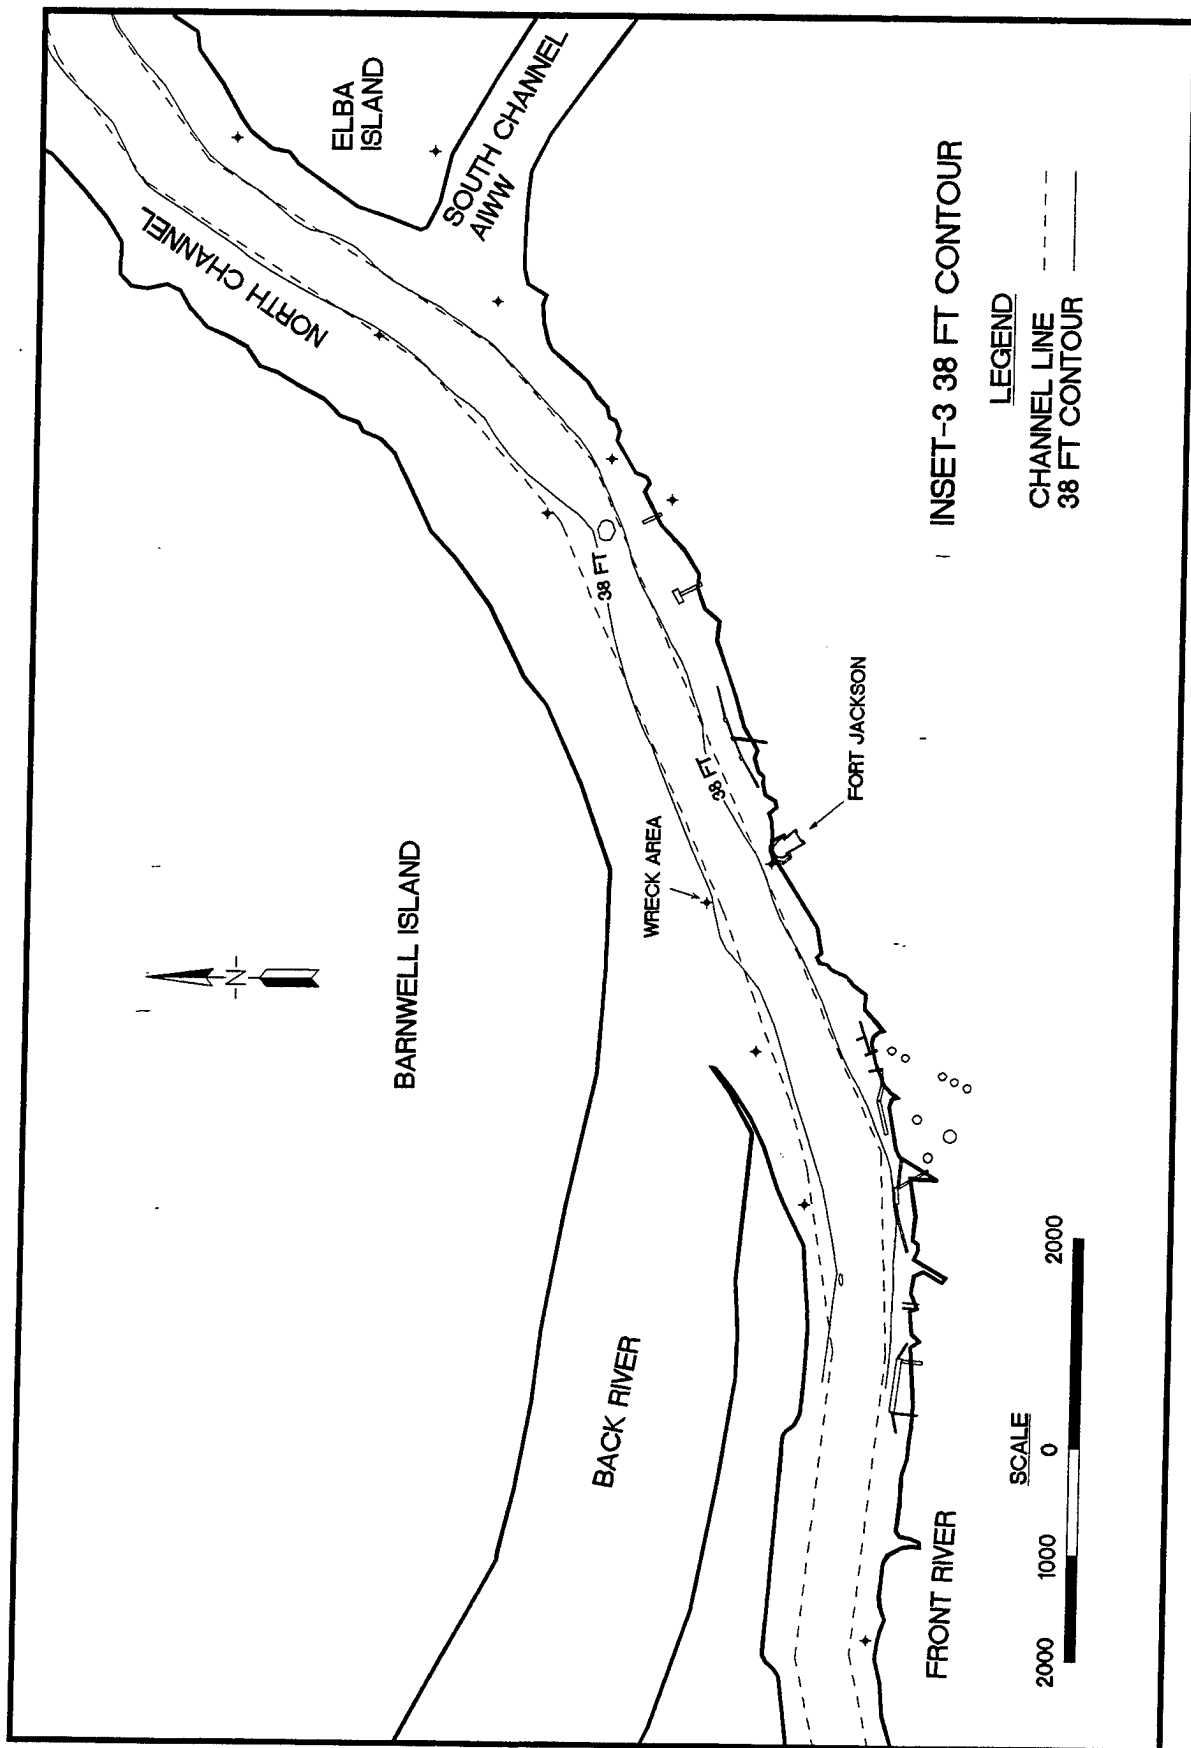 ELBA
ISLAND
SOUTH CHANNEL
AIWW
NORTH CHANNEL
38 FT
38 FT
WRECK AREA
FORT JACKSON
-N-
BARNWELL ISLAND
BACK RIVER
FRONT RIVER
INSET-3 38 FT CONTOUR
LEGEND
CHANNEL LINE
38 FT CONTOUR
SCALE
2000 1000 0 2000